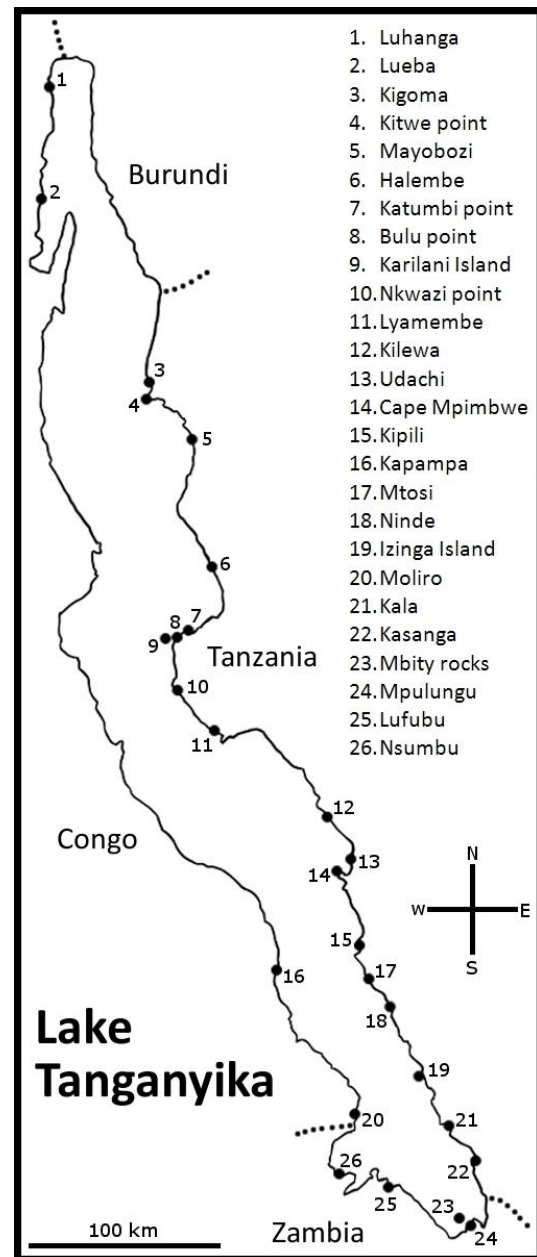 1. Luhanga
2. Lueba
3. Kigoma
4. Kitwe point
5. Mayobozi
6. Halembe
7. Katumbi point
8. Bulu point
9. Karilani Island
10. Nkwazi point
11. Lyamembe
12. Kilewa
13. Udachi
14. Cape Mpimbwe
15. Kipili
16. Kapampa
17. Mtosi
18. Ninde
19. Izinga Island
20. Moliro
21. Kala
22. Kasanga
23. Mbity rocks
24. Mpulungu
25. Lufubu
26. Nsumbu
1
Burundi
2
3
4
5
6
7
8
9
Tanzania
10
11
12
Congo
13
14
N
W
E
S
15
16
17
18
Lake
Tanganyika
19
20
21
22
26
25
23
24
100 km
Zambia